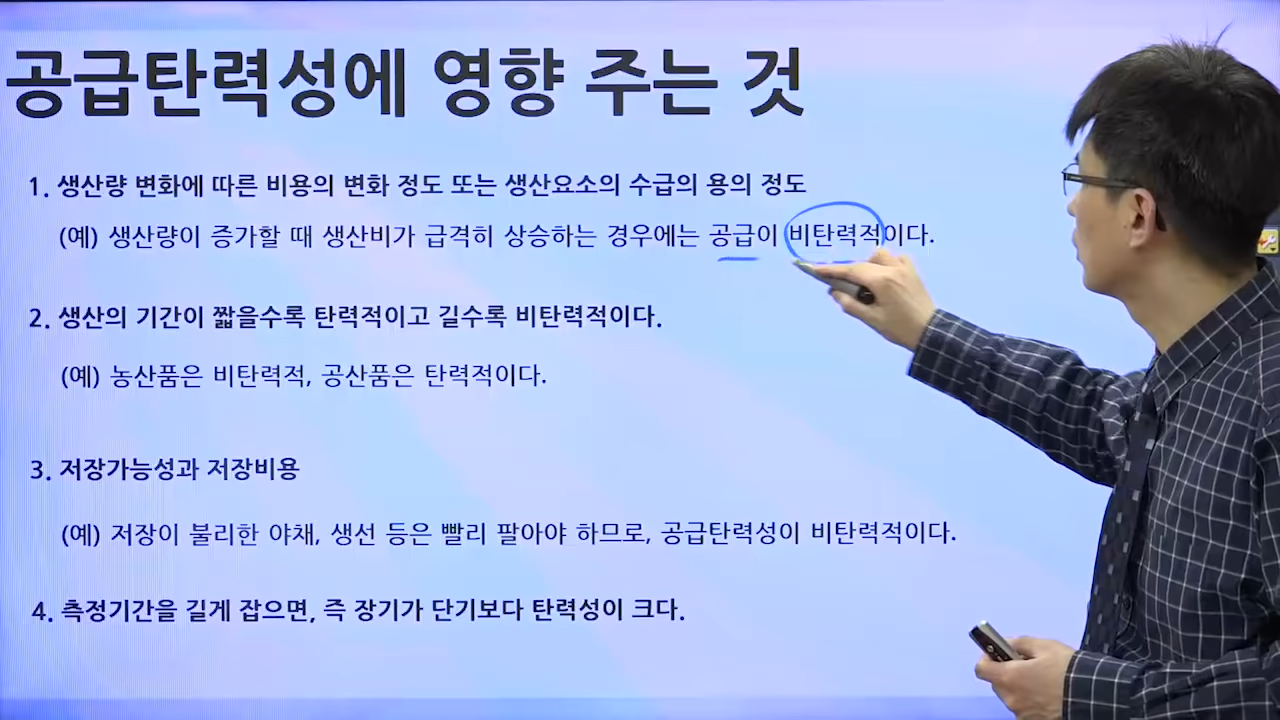 공급탄력성에 영향 주는 것
1. 생산량 변화에 따른 비용의 변화 정도 또는 생산요소의 수급의 용의 정도
(예) 생산량이 증가할 때 생산비가 급격히 상승하는 경우에는 공급이 비탄력적이다.
2. 생산의 기간이 짧을수록 탄력적이고 길수록 비탄력적이다.
(예) 농산품은 비탄력적, 공산품은 탄력적이다.
3. 저장가능성과 저장비용
(예) 저장이 불리한 야채, 생선 등은 빨리 팔아야 하므로, 공급탄력성이 비탄력적이다.
4. 측정기간을 길게 잡으면, 즉 장기가 단기보다 탄력성이 크다.